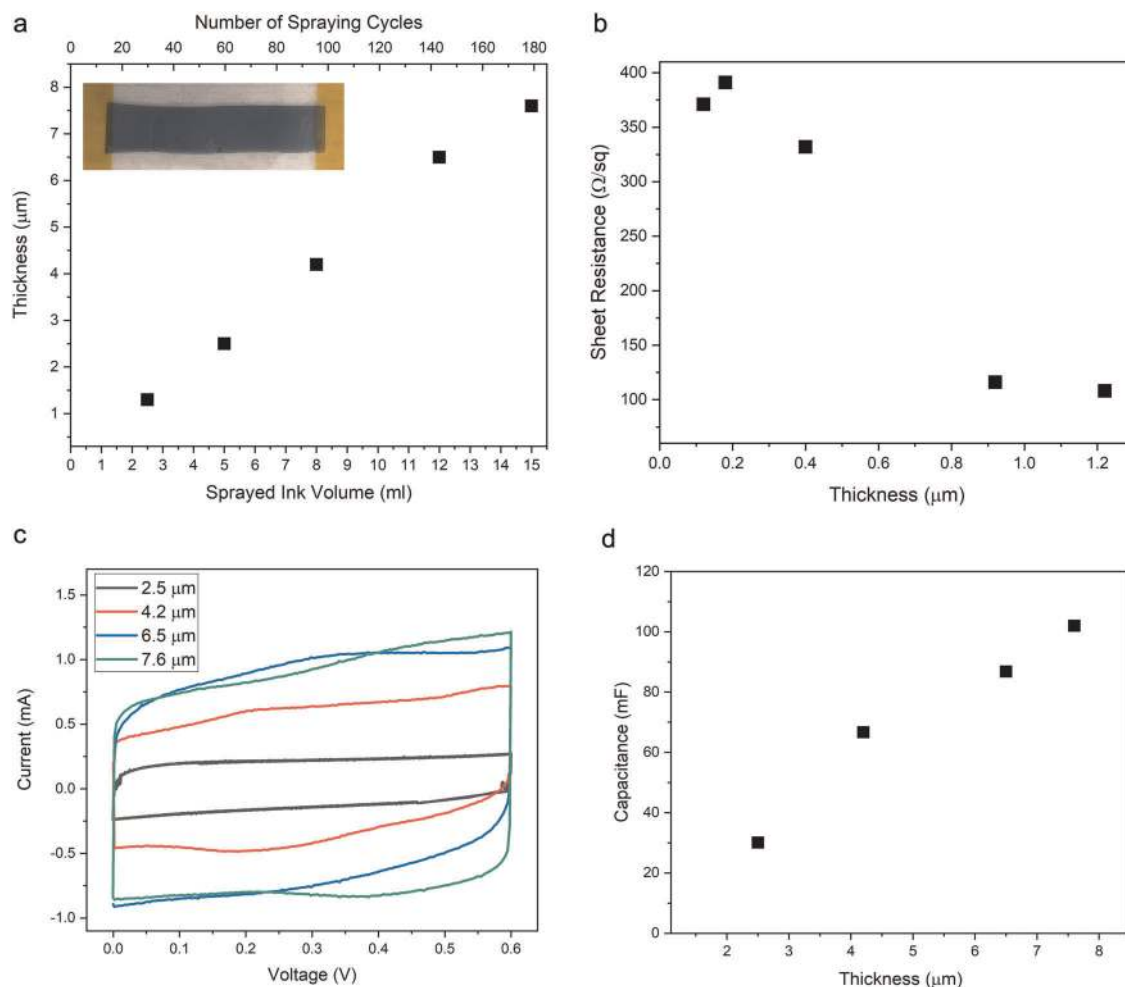 a
Number of Spraying Cycles
0 20 40 60 80 100 120 140 160 180
8
7
6
5
4
3
2
1
Thickness (μm)
0 1 2 3 4 5 6 7 8 9 10 11 12 13 14 15
Sprayed Ink Volume (ml)
b
400
350
300
250
200
150
100
Sheet Resistance (Ω/sq)
0.0 0.2 0.4 0.6 0.8 1.0 1.2
Thickness (μm)
c
2.5 μm
4.2 μm
6.5 μm
7.6 μm
1.5
1.0
0.5
0.0
-0.5
-1.0
Current (mA)
0.0 0.1 0.2 0.3 0.4 0.5 0.6
Voltage (V)
d
120
100
80
60
40
20
0
Capacitance (mF)
2 3 4 5 6 7 8
Thickness (μm)